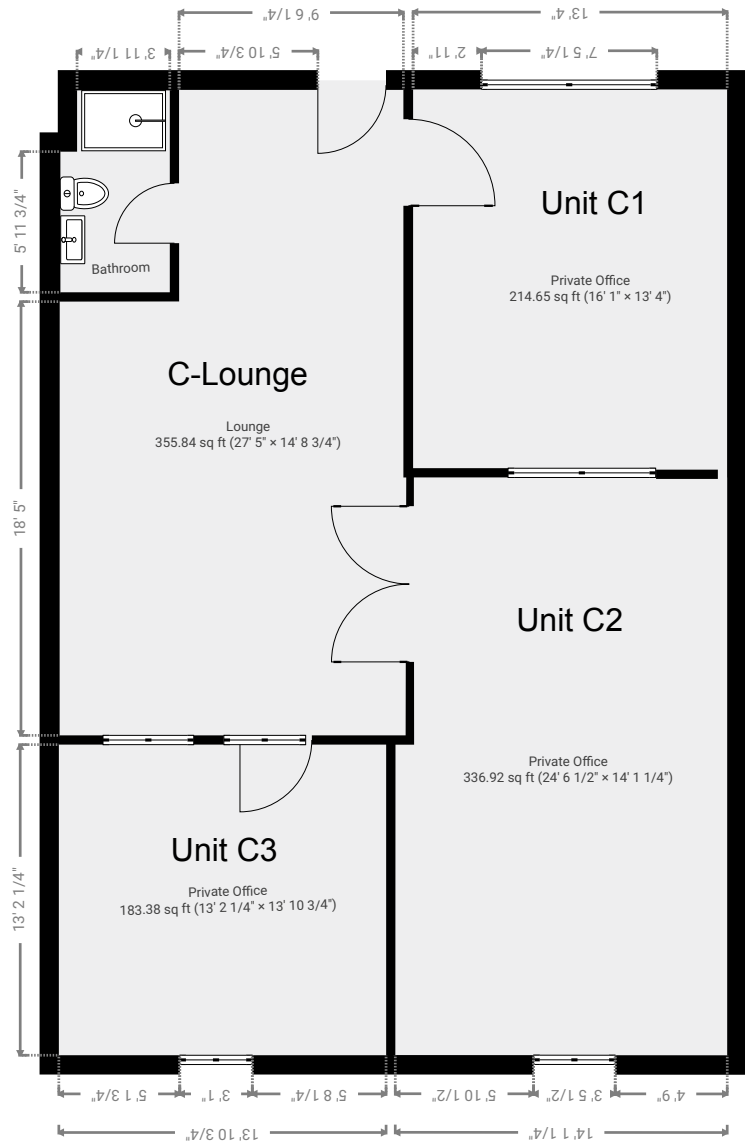 9' 6 1/4"
13' 4"
3' 11 1/4"
5' 10 3/4"
2' 11"
7' 5 1/4"
5' 11 3/4"
Bathroom
Unit C1
Private Office
214.65 sq ft (16' 1" × 13' 4")
C-Lounge
Lounge
355.84 sq ft (27' 5" × 14' 8 3/4")
18' 5"
Unit C2
Private Office
336.92 sq ft (24' 6 1/2" × 14' 1 1/4")
Unit C3
Private Office
183.38 sq ft (13' 2 1/4" × 13' 10 3/4")
13' 2 1/4"
5' 1 3/4"
3' 1"
5' 8 1/4"
5' 10 1/2"
3' 5 1/2"
4' 9"
13' 10 3/4"
14' 1 1/4"